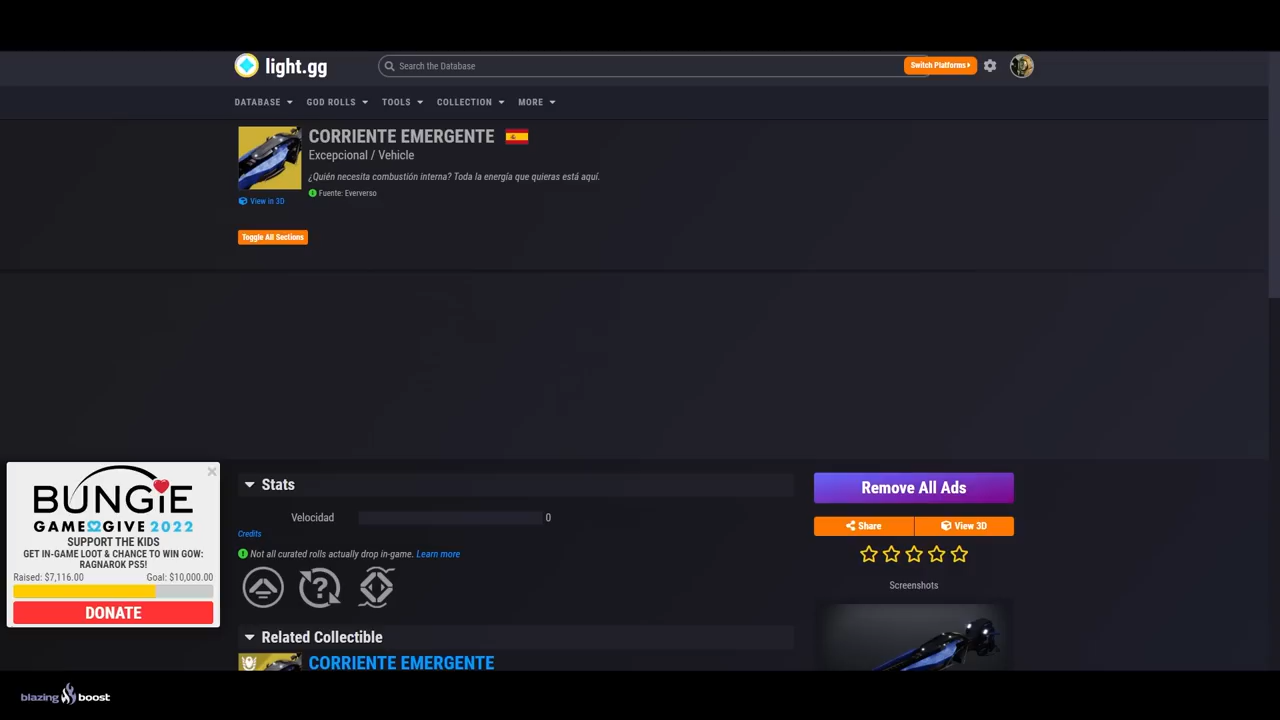 light.gg
Search the Database
Switch Platforms
DATABASE GOD ROLLS TOOLS COLLECTION MORE
CORRIENTE EMERGENTE
Excepcional / Vehicle
¿Quién necesita combustión interna? Toda la energía que quieras está aquí.
Fuente: Eververso
View in 3D
Toggle All Sections
Stats
Velocidad 0
Credits
Not all curated rolls actually drop in-game. Learn more
Related Collectible
CORRIENTE EMERGENTE
Remove All Ads
Share View 3D
Screenshots
BUNGIE
GAME GIVE 2022
SUPPORT THE KIDS
GET IN-GAME LOOT & CHANCE TO WIN GOW:
RAGNAROK PS5!
Raised: $7,116.00 Goal: $10,000.00
DONATE
blazing boost